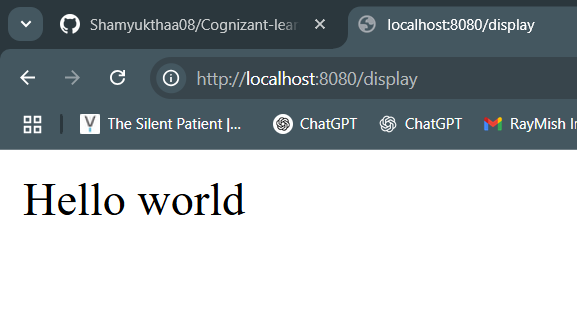 Shamyukthaa08/Cognizant-lear
localhost:8080/display
http://localhost:8080/display
The Silent Patient |...
ChatGPT
ChatGPT
RayMish In
Hello world